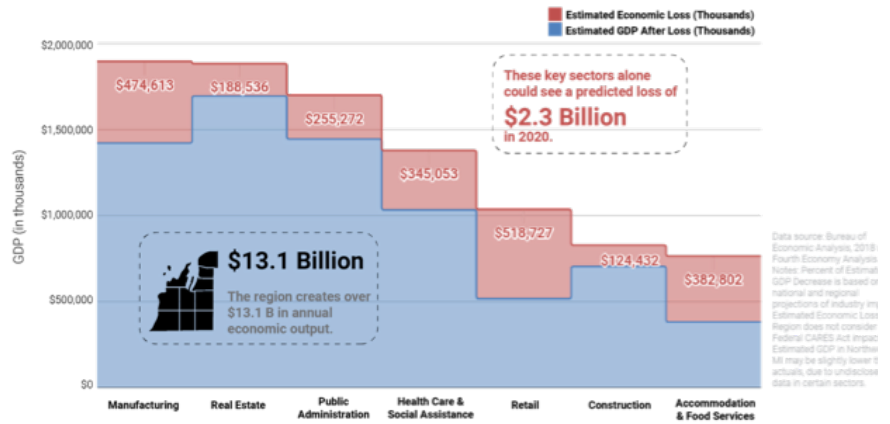 Estimated Economic Loss (Thousands)
Estimated GDP After Loss (Thousands)
$2,000,000
$1,500,000
$1,000,000
$500,000
$0
GDP (in thousands)
$474,613
$188,536
$255,272
$345,053
$518,727
$124,432
$382,802
These key sectors alone
could see a predicted loss of
$2.3 Billion
in 2020.
$13.1 Billion
The region creates over
$13.1 B in annual
economic output.
Manufacturing
Real Estate
Public
Administration
Health Care &
Social Assistance
Retail
Construction
Accommodation
& Food Services
Data source: Bureau of
Economic Analysis, 2018
Fourth Economy Analysis
Notes: Percent of
GDP Decrease is based
national and regional
projections of industry
Estimated Economic
Region does not consider
Federal CARES Act
Estimated GDP in
MI may be slightly lower
actuals, due to
data in certain sectors.